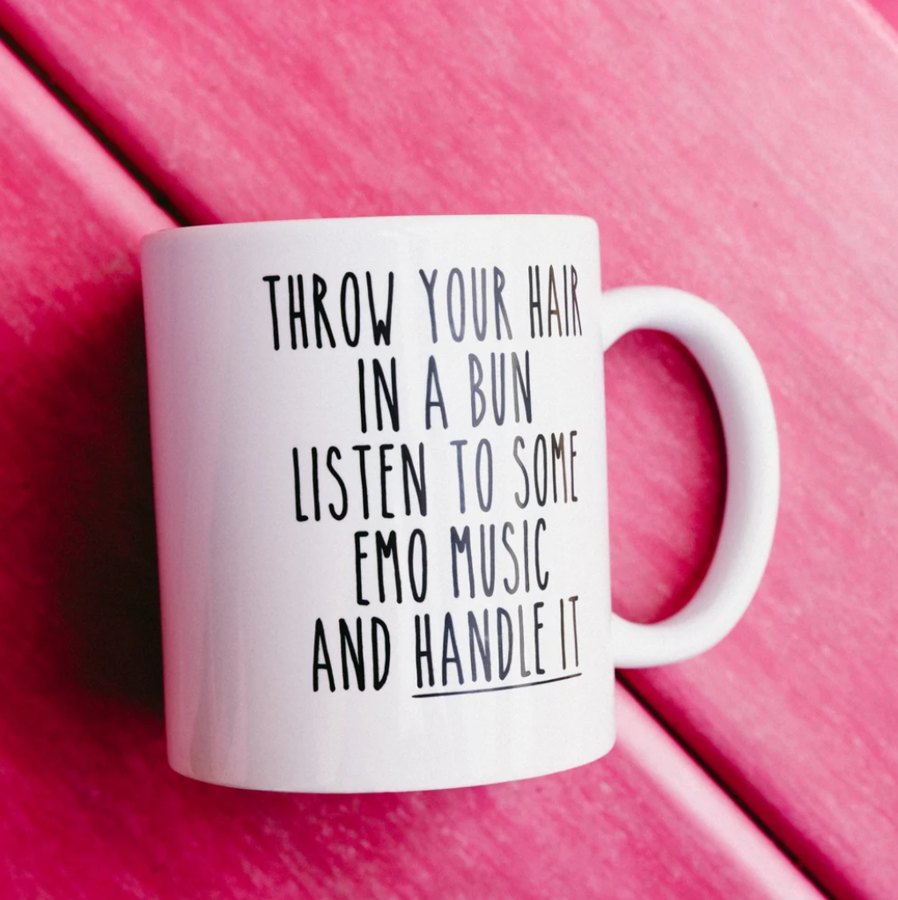 THROW YOUR HAIR
IN A BUN
LISTEN TO SOME
EMO MUSIC
AND HANDLE IT